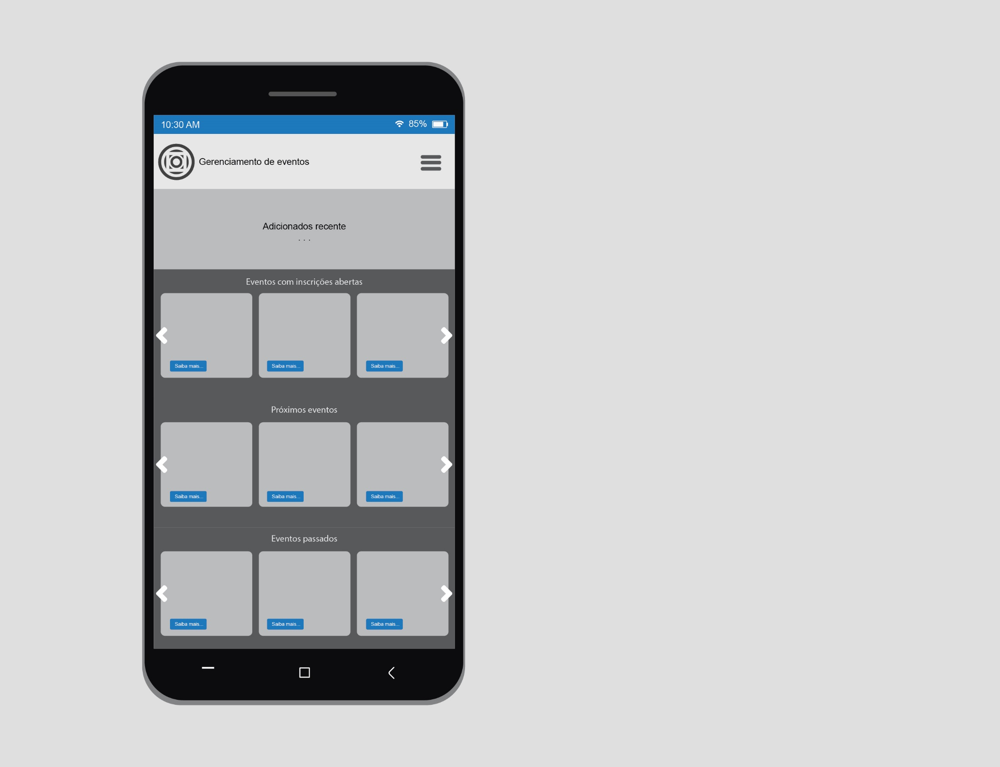 10:30 AM 85%
Gerenciamento de eventos
Adicionados recente
. . .
Eventos com inscrições abertas
Saiba mais... Saiba mais... Saiba mais...
Próximos eventos
Saiba mais... Saiba mais... Saiba mais...
Eventos passados
Saiba mais... Saiba mais... Saiba mais...